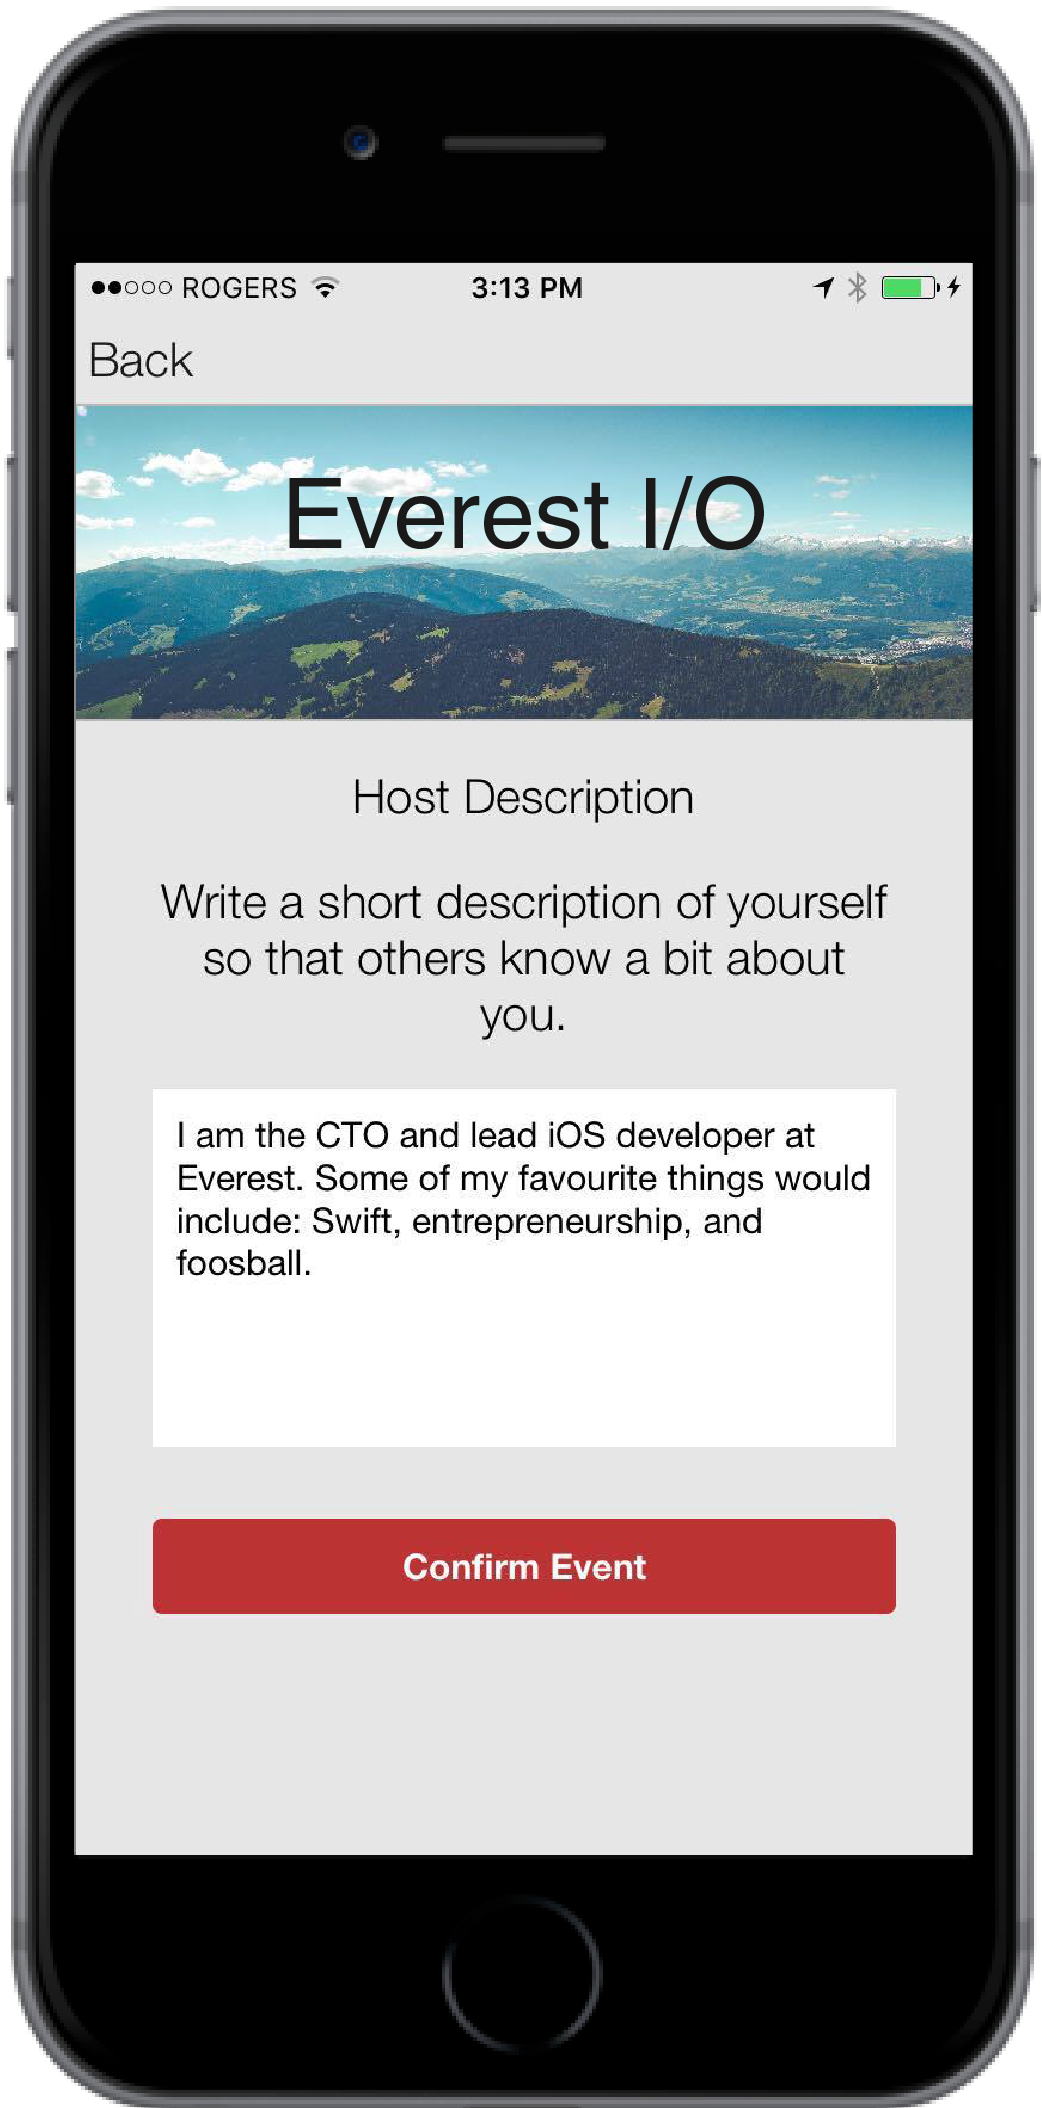 ROGERS 3:13 PM
Back
Everest I/O
Host Description
Write a short description of yourself
so that others know a bit about
you.
I am the CTO and lead iOS developer at
Everest. Some of my favourite things would
include: Swift, entrepreneurship, and
foosball.
Confirm Event